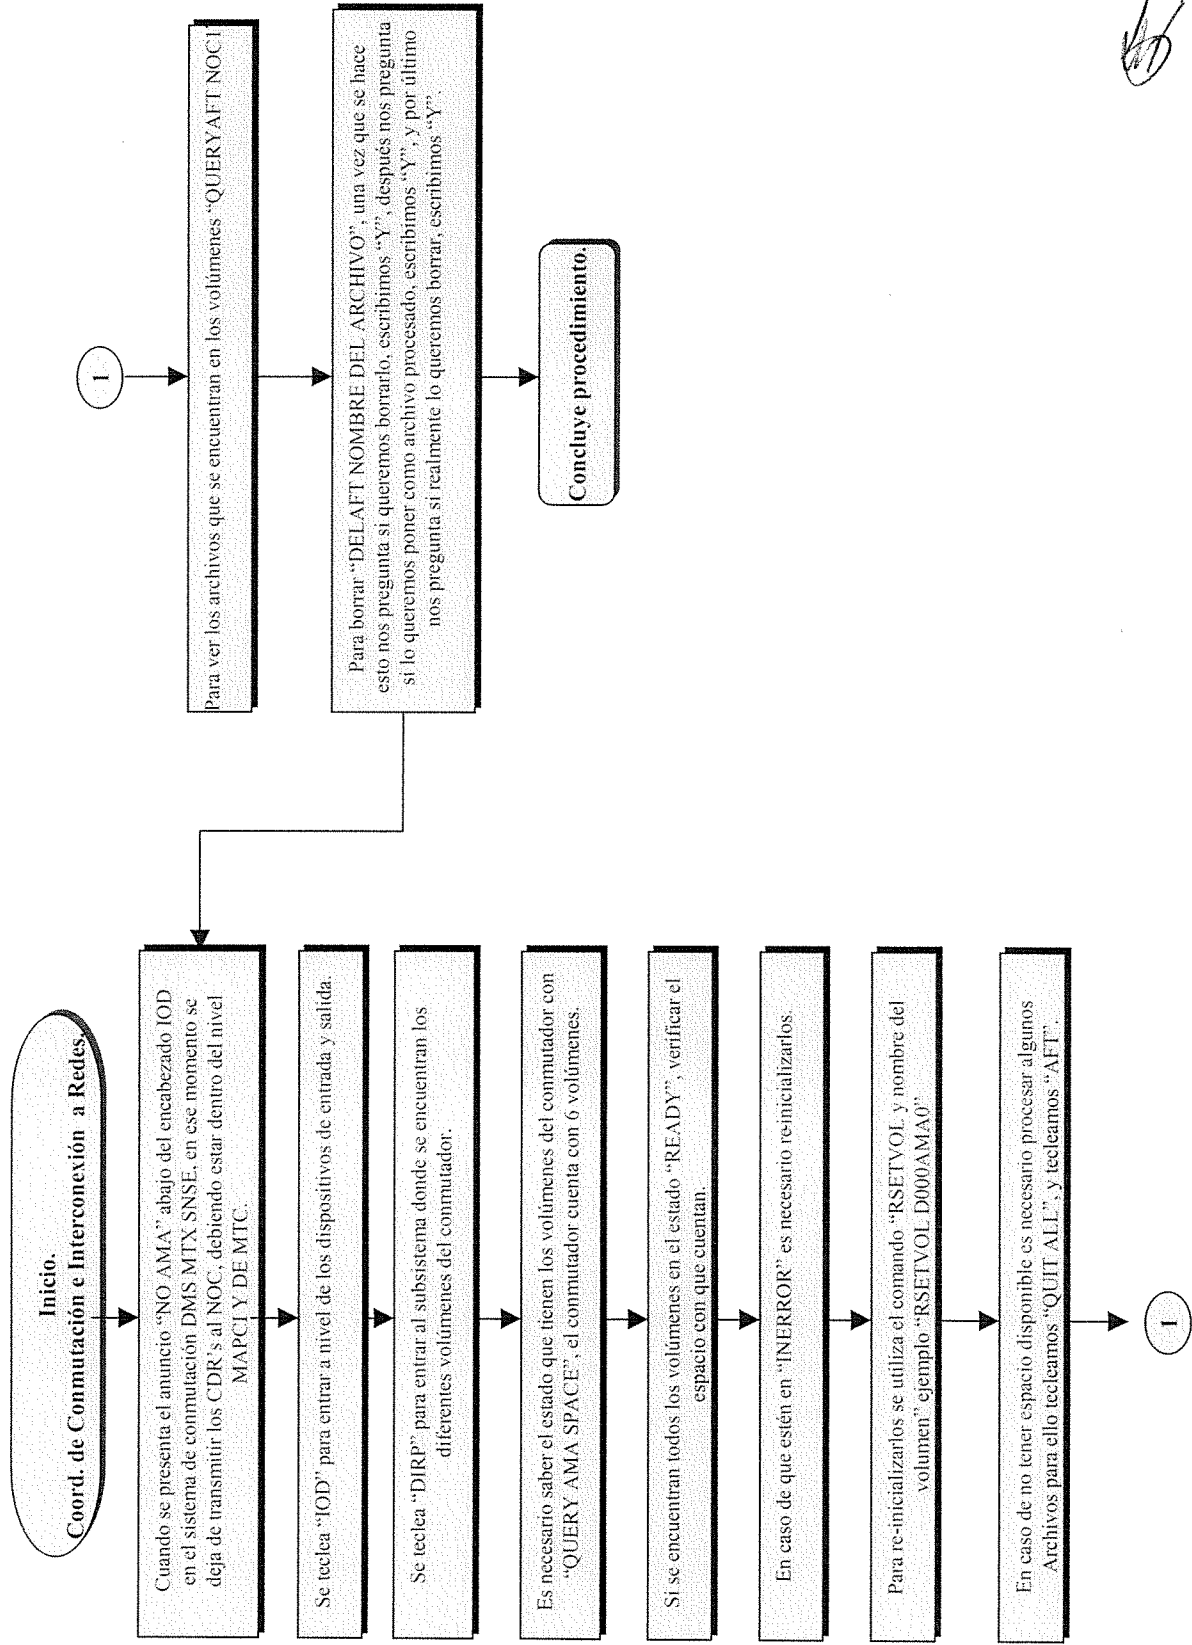 Inicio.
Coord. de Conmutación e Interconexión a Redes.
Cuando se presenta el anuncio “NO AMA” abajo del encabezado IOD
en el sistema de conmutación DMS MTX SNSE, en ese momento se
deja de transmitir los CDR´s al NOC, debiendo estar dentro del nivel
MAPCI Y DE MTC.
Se teclea “IOD” para entrar a nivel de los dispositivos de entrada y salida.
Se teclea “DIRP” para entrar al subsistema donde se encuentran los
diferentes volúmenes del conmutador.
Es necesario saber el estado que tienen los volúmenes del conmutador con
“QUERY AMA SPACE”, el conmutador cuenta con 6 volúmenes.
Si se encuentran todos los volúmenes en el estado “READY”, verificar el
espacio con que cuentan.
En caso de que estén en “INERROR” es necesario re-inicializarlos.
Para re-inicializarlos se utiliza el comando “RSETVOL y nombre del
volumen” ejemplo “RSETVOL D000AMA0”
En caso de no tener espacio disponible es necesario procesar algunos
Archivos para ello tecleamos “QUIT ALL”, y tecleamos “AFT”.
1
1
Para ver los archivos que se encuentran en los volúmenes “QUERYAFT NOC1
Para borrar “DELAFT NOMBRE DEL ARCHIVO”, una vez que se hace
esto nos pregunta si queremos borrarlo, escribimos “Y”, después nos pregunta
si lo queremos poner como archivo procesado, escribimos “Y”, y por último
nos pregunta si realmente lo queremos borrar, escribimos “Y”.
Concluye procedimiento.